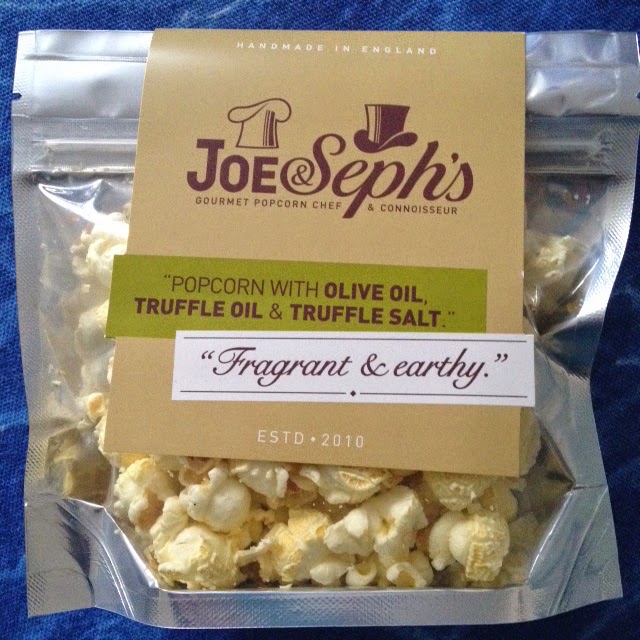 HANDMADE IN ENGLAND
JOE & Seph's
GOURMET POPCORN CHEF & CONNOISSEUR
"POPCORN WITH OLIVE OIL,
TRUFFLE OIL & TRUFFLE SALT."
"Fragrant & earthy."
ESTD • 2010